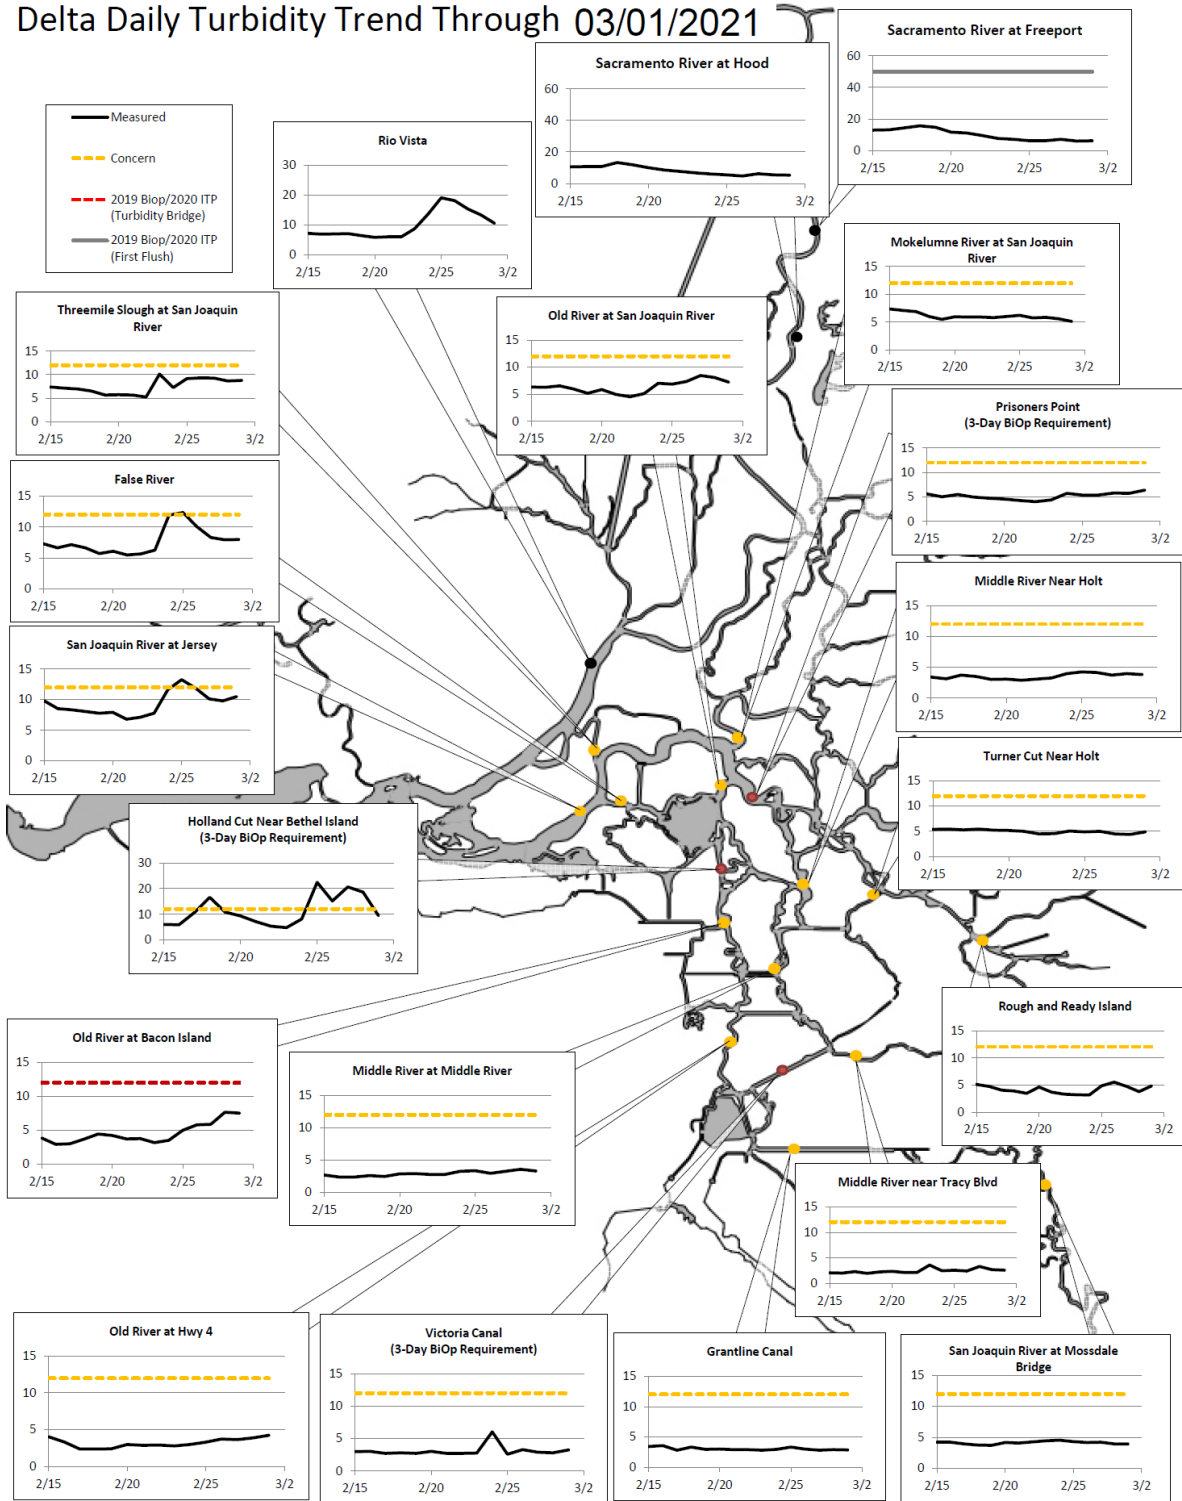 Delta Daily Turbidity Trend Through 03/01/2021
Measured
Concern
2019 Biop/2020 ITP
(Turbidity Bridge)
2019 Biop/2020 ITP
(First Flush)
Rio Vista
30
20
10
0
2/15 2/20 2/25 3/2
Sacramento River at Hood
60
40
20
0
2/15 2/20 2/25 3/2
Sacramento River at Freeport
60
40
20
0
2/15 2/20 2/25 3/2
Mokelumne River at San Joaquin
River
15
10
5
0
2/15 2/20 2/25 3/2
Threemile Slough at San Joaquin
River
15
10
5
0
2/15 2/20 2/25 3/2
Old River at San Joaquin River
15
10
5
0
2/15 2/20 2/25 3/2
Prisoners Point
(3-Day BiOp Requirement)
15
10
5
0
2/15 2/20 2/25 3/2
False River
15
10
5
0
2/15 2/20 2/25 3/2
Middle River Near Holt
15
10
5
0
2/15 2/20 2/25 3/2
San Joaquin River at Jersey
15
10
5
0
2/15 2/20 2/25 3/2
Turner Cut Near Holt
15
10
5
0
2/15 2/20 2/25 3/2
Holland Cut Near Bethel Island
(3-Day BiOp Requirement)
30
20
10
0
2/15 2/20 2/25 3/2
Rough and Ready Island
15
10
5
0
2/15 2/20 2/25 3/2
Old River at Bacon Island
15
10
5
0
2/15 2/20 2/25 3/2
Middle River at Middle River
15
10
5
0
2/15 2/20 2/25 3/2
Middle River near Tracy Blvd
15
10
5
0
2/15 2/20 2/25 3/2
Old River at Hwy 4
15
10
5
0
2/15 2/20 2/25 3/2
Victoria Canal
(3-Day BiOp Requirement)
15
10
5
0
2/15 2/20 2/25 3/2
Grantline Canal
15
10
5
0
2/15 2/20 2/25 3/2
San Joaquin River at Mossdale
Bridge
15
10
5
0
2/15 2/20 2/25 3/2